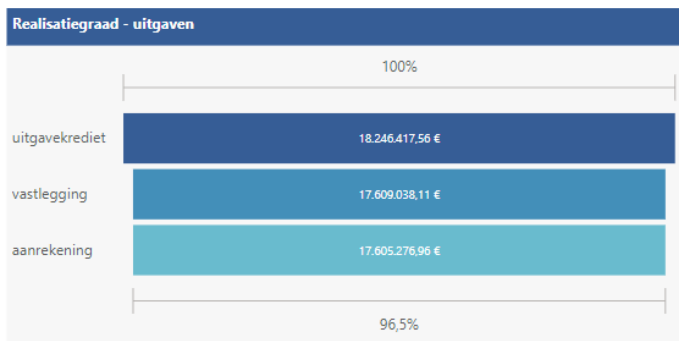 Realisatiegraad - uitgaven
100%
uitgavekrediet 18.246.417,56 €
vastlegging 17.609.038,11 €
aanrekening 17.605.276,96 €
96,5%